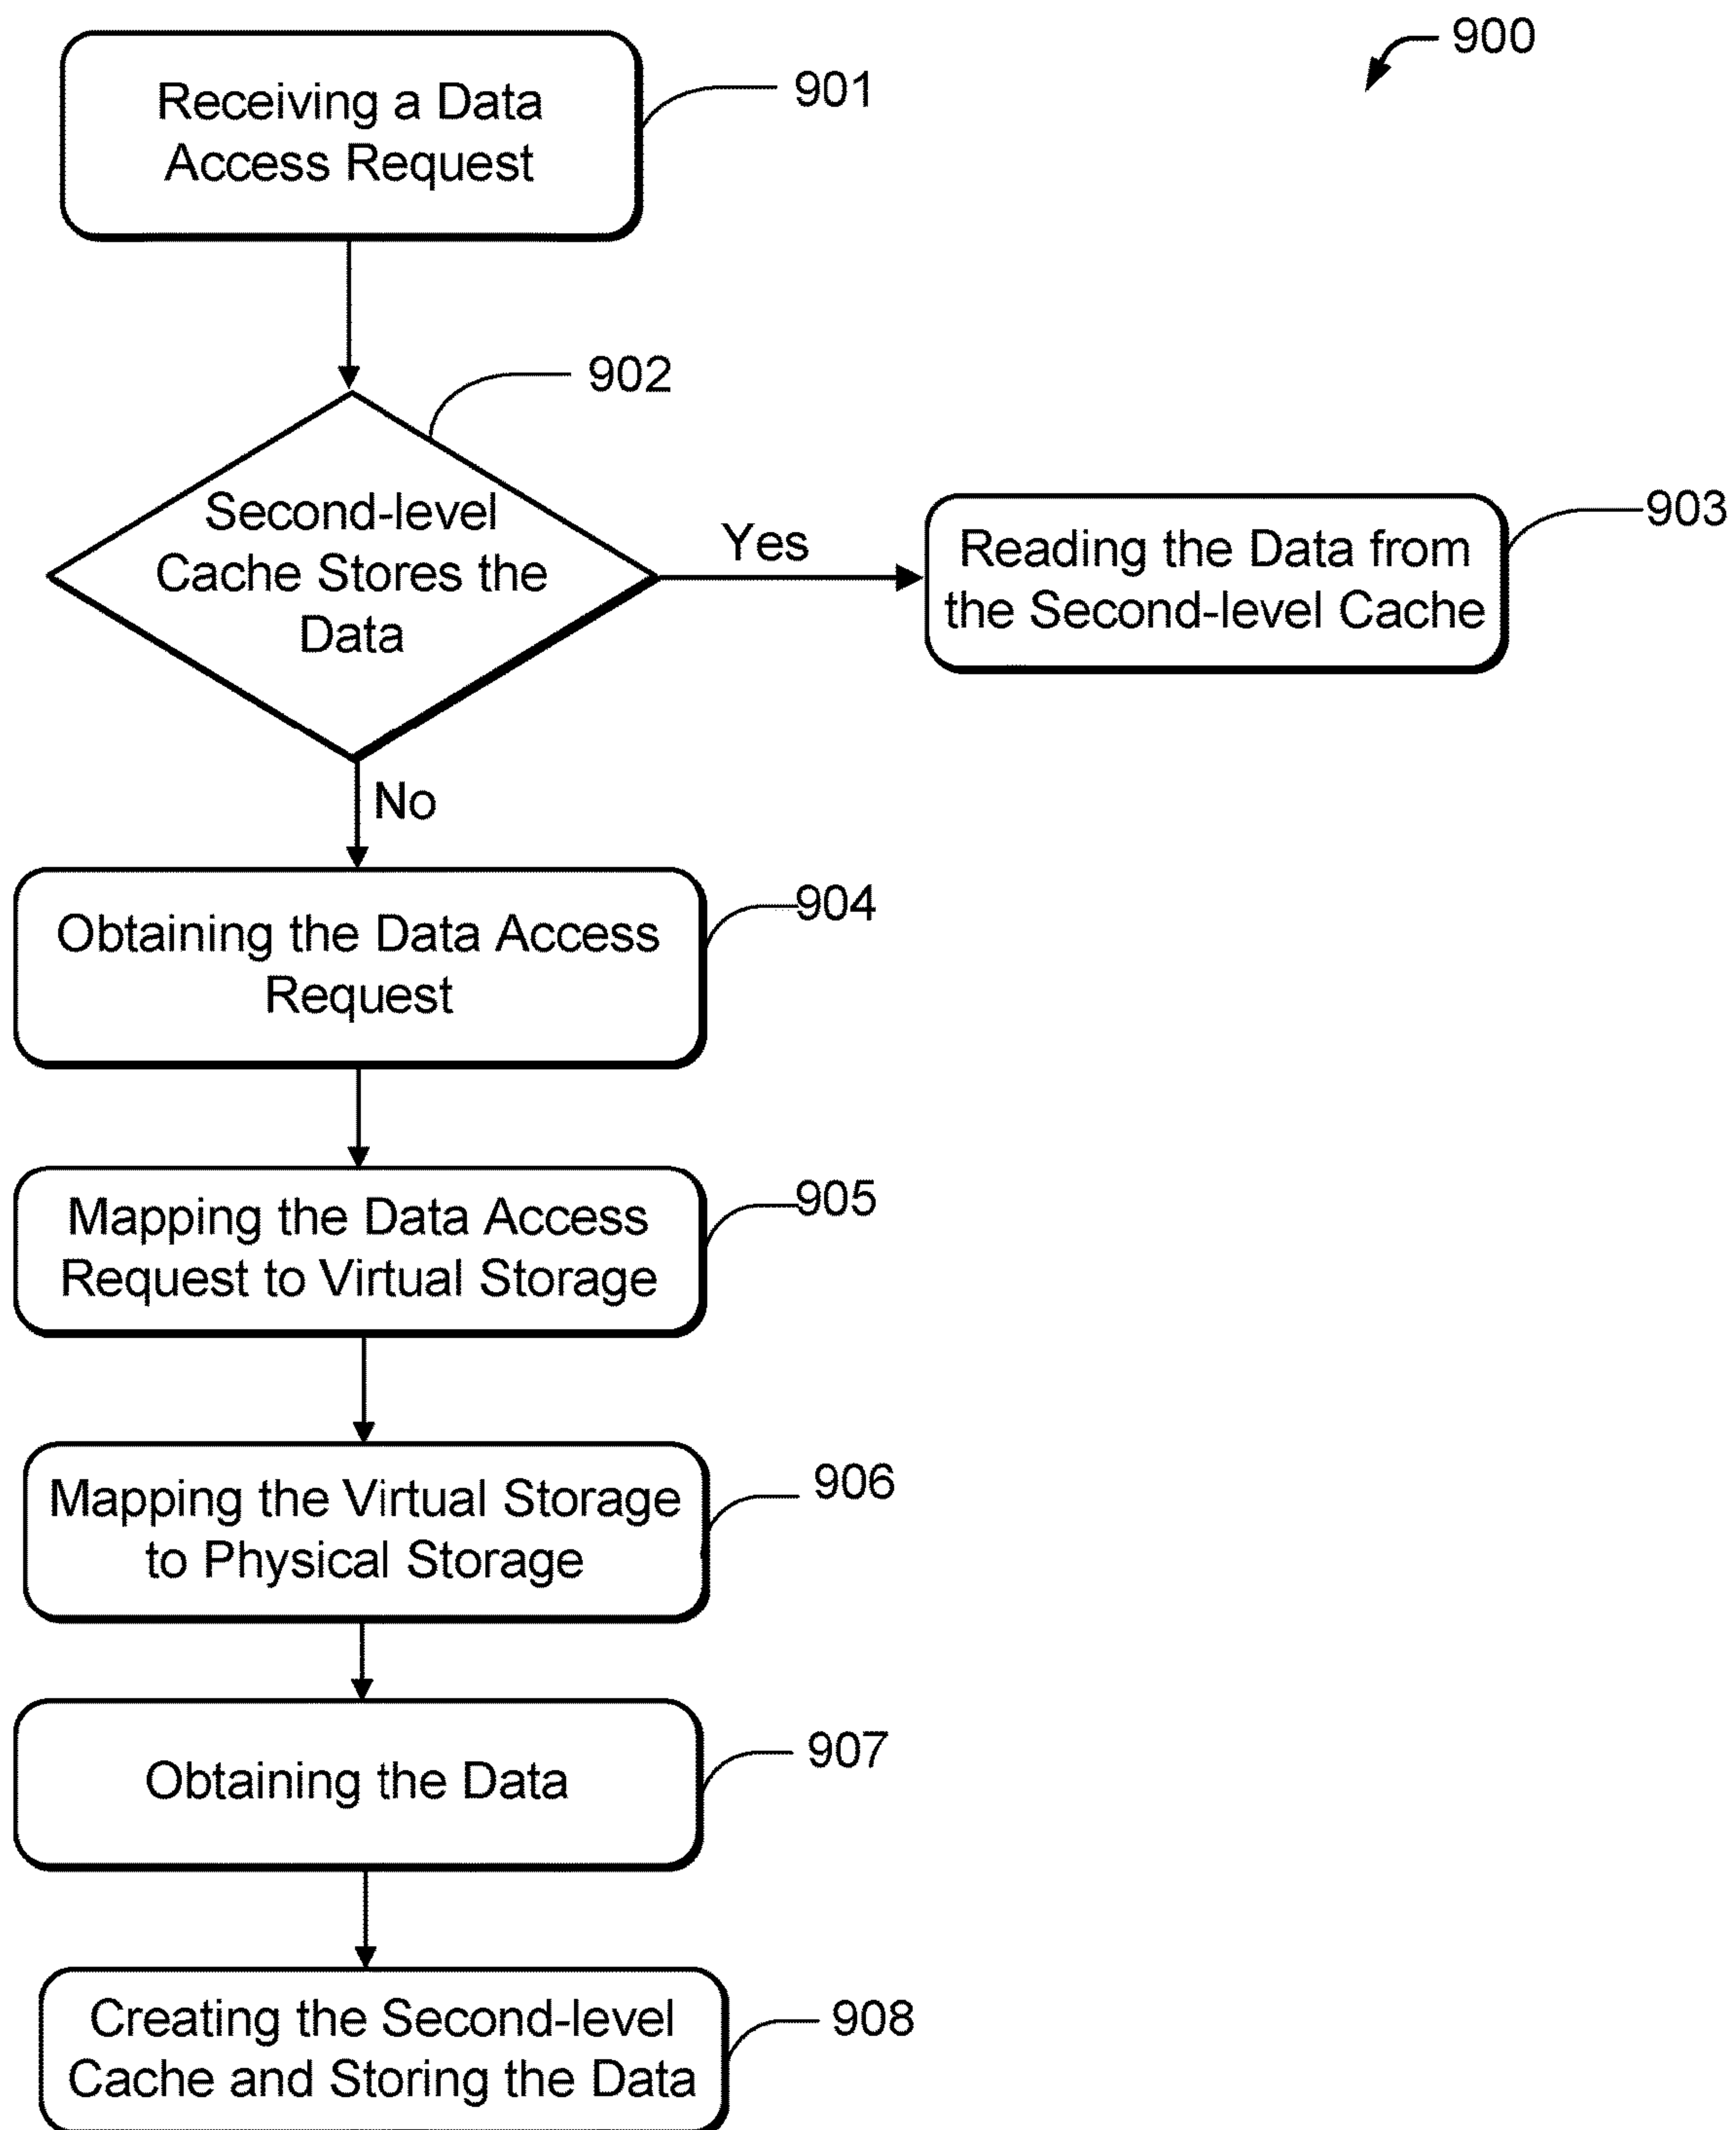 900
Receiving a Data
Access Request
901
902
Second-level
Cache Stores the
Data
Yes
Reading the Data from
the Second-level Cache
903
No
Obtaining the Data Access
Request
904
Mapping the Data Access
Request to Virtual Storage
905
Mapping the Virtual Storage
to Physical Storage
906
Obtaining the Data
907
Creating the Second-level
Cache and Storing the Data
908